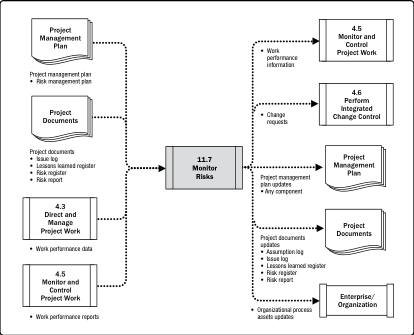 Project
Management
Plan
Project management plan
• Risk management plan
Project
Documents
Project documents
• Issue log
• Lessons learned register
• Risk register
• Risk report
4.3
Direct and
Manage
Project Work
• Work performance data
4.5
Monitor and
Control
Project Work
• Work performance reports
11.7
Monitor
Risks
4.5
Monitor and
Control
Project Work
• Work
performance
information
4.6
Perform
Integrated
Change Control
• Change
requests
Project
Management
Plan
Project management
plan updates
• Any component
Project
Documents
Project documents
updates
• Assumption log
• Issue log
• Lessons learned register
• Risk register
• Risk report
Enterprise/
Organization
• Organizational process
assets updates